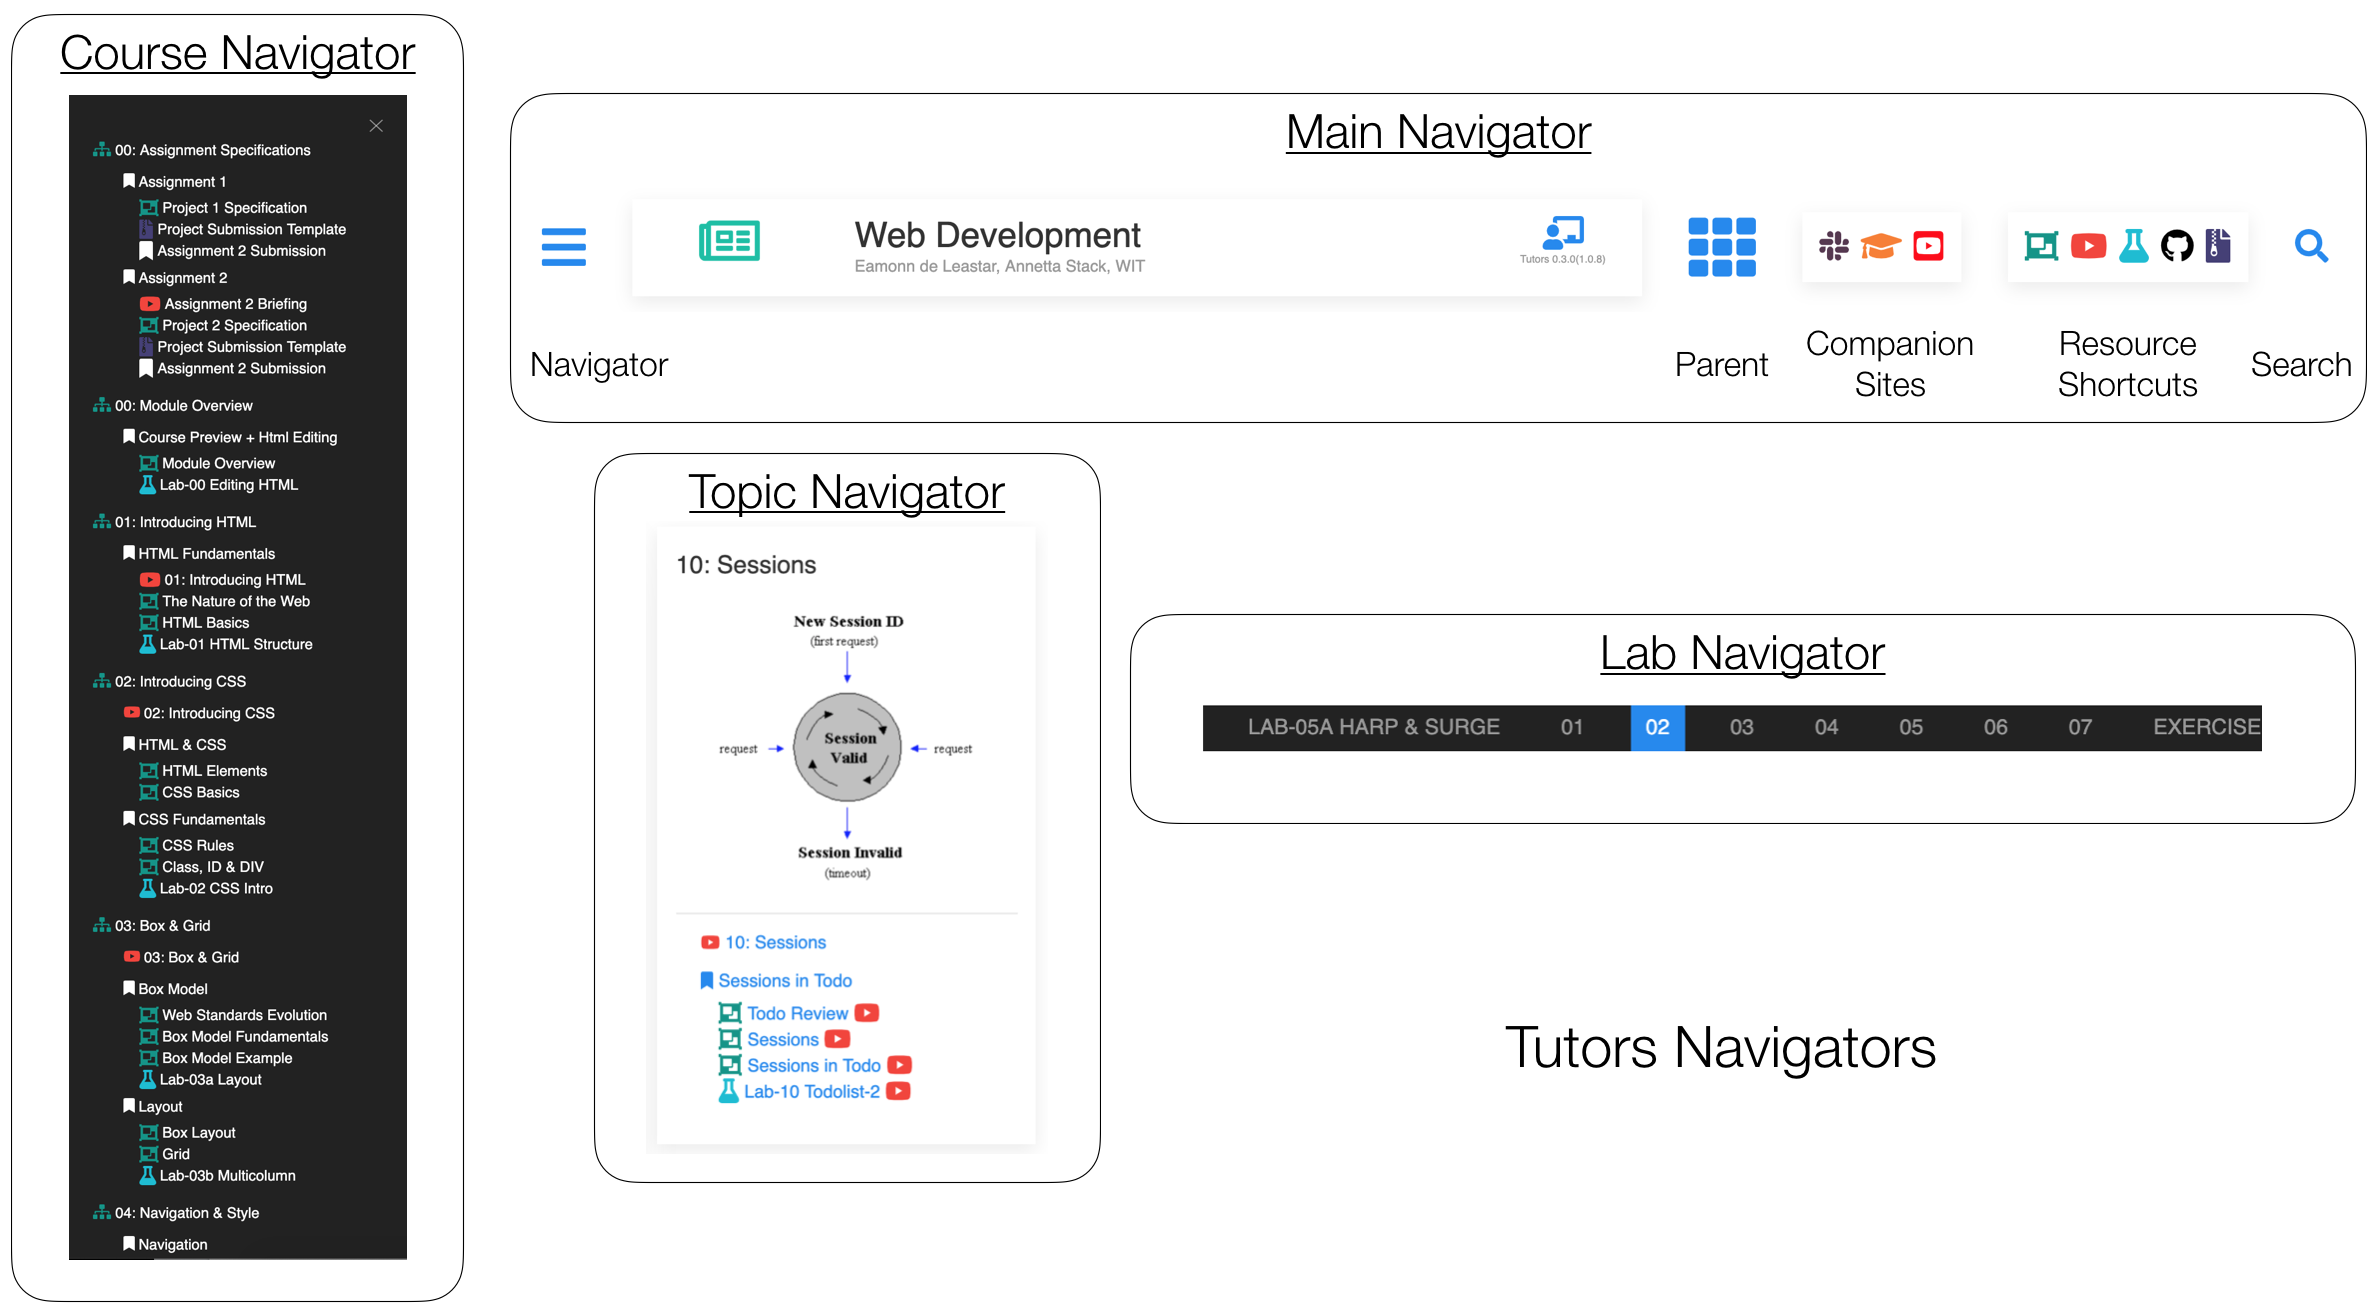 Course Navigator
00: Assignment Specifications
Assignment 1
Project 1 Specification
Project Submission Template
Assignment 2 Submission
Assignment 2
Assignment 2 Briefing
Project 2 Specification
Project Submission Template
Assignment 2 Submission
00: Module Overview
Course Preview + Html Editing
Module Overview
Lab-00 Editing HTML
01: Introducing HTML
HTML Fundamentals
01: Introducing HTML
The Nature of the Web
HTML Basics
Lab-01 HTML Structure
02: Introducing CSS
02: Introducing CSS
HTML & CSS
HTML Elements
CSS Basics
CSS Fundamentals
CSS Rules
Class, ID & DIV
Lab-02 CSS Intro
03: Box & Grid
03: Box & Grid
Box Model
Web Standards Evolution
Box Model Fundamentals
Box Model Example
Lab-03a Layout
Layout
Box Layout
Grid
Lab-03b Multicolumn
04: Navigation & Style
Navigation
Main Navigator
Web Development
Eamonn de Leastar, Annetta Stack, WIT
Tutors 0.3.0(1.0.8)
Navigator
Parent
Companion
Sites
Resource
Shortcuts
Search
Topic Navigator
10: Sessions
New Session ID
(first request)
request
Session
Valid
request
Session Invalid
(timeout)
10: Sessions
Sessions in Todo
Todo Review
Sessions
Sessions in Todo
Lab-10 Todolist-2
Lab Navigator
LAB-05A HARP & SURGE 01 02 03 04 05 06 07 EXERCISE
Tutors Navigators